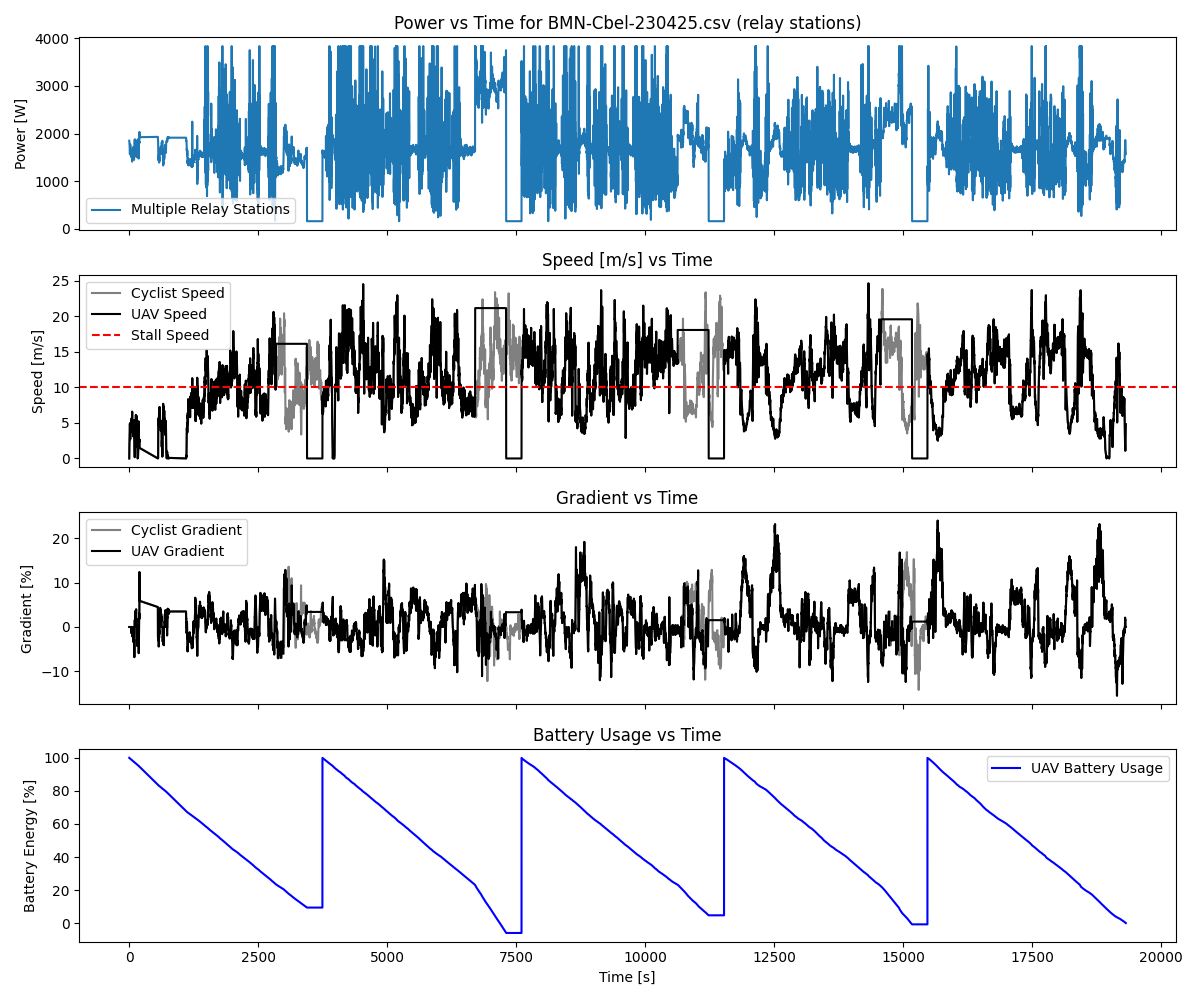 Power vs Time for BMN-Cbel-230425.csv (relay stations)
4000
3000
2000
1000
0
Power [W]
Multiple Relay Stations
Speed [m/s] vs Time
25
20
15
10
5
0
Speed [m/s]
Cyclist Speed
UAV Speed
Stall Speed
Gradient vs Time
20
10
0
−10
Gradient [%]
Cyclist Gradient
UAV Gradient
Battery Usage vs Time
100
80
60
40
20
0
Battery Energy [%]
UAV Battery Usage
0 2500 5000 7500 10000 12500 15000 17500 20000
Time [s]